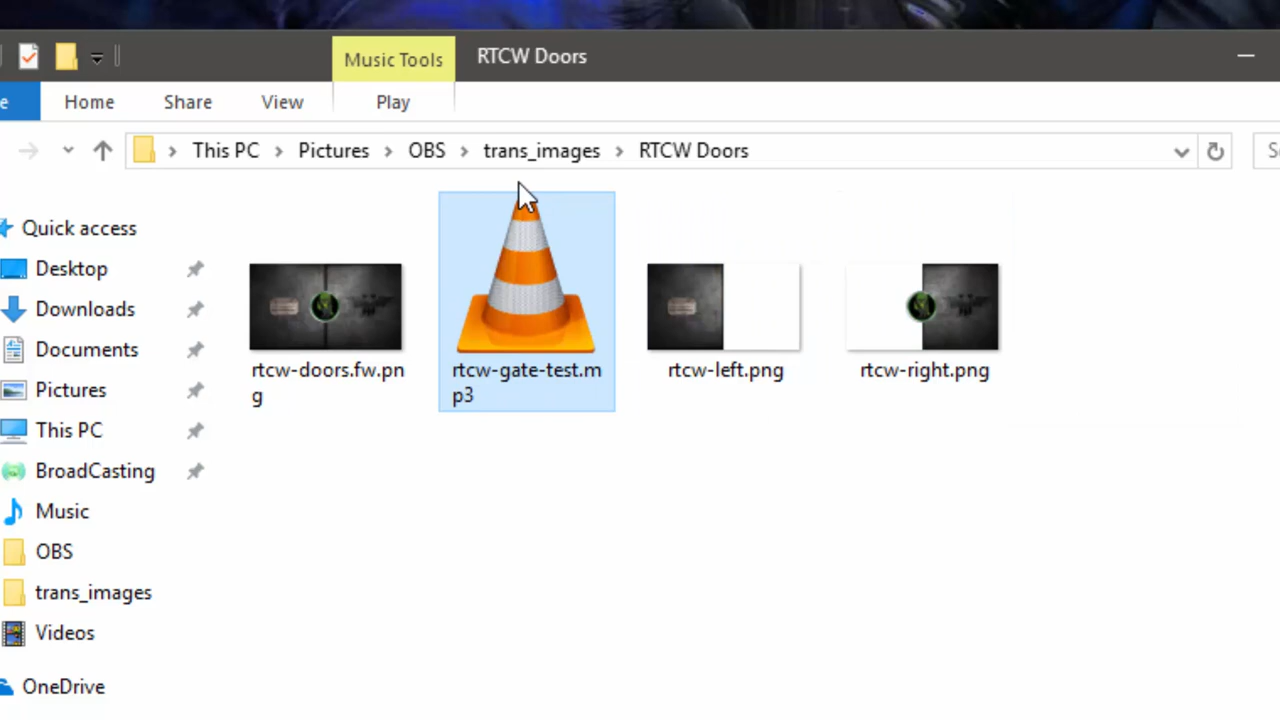 Music Tools
RTCW Doors
e
Home
Share
View
Play
This PC
Pictures
OBS
trans_images
RTCW Doors
Se
Quick access
Desktop
Downloads
Documents
Pictures
This PC
BroadCasting
Music
OBS
trans_images
Videos
OneDrive
rtcw-doors.fw.pn
g
rtcw-gate-test.m
p3
rtcw-left.png
rtcw-right.png